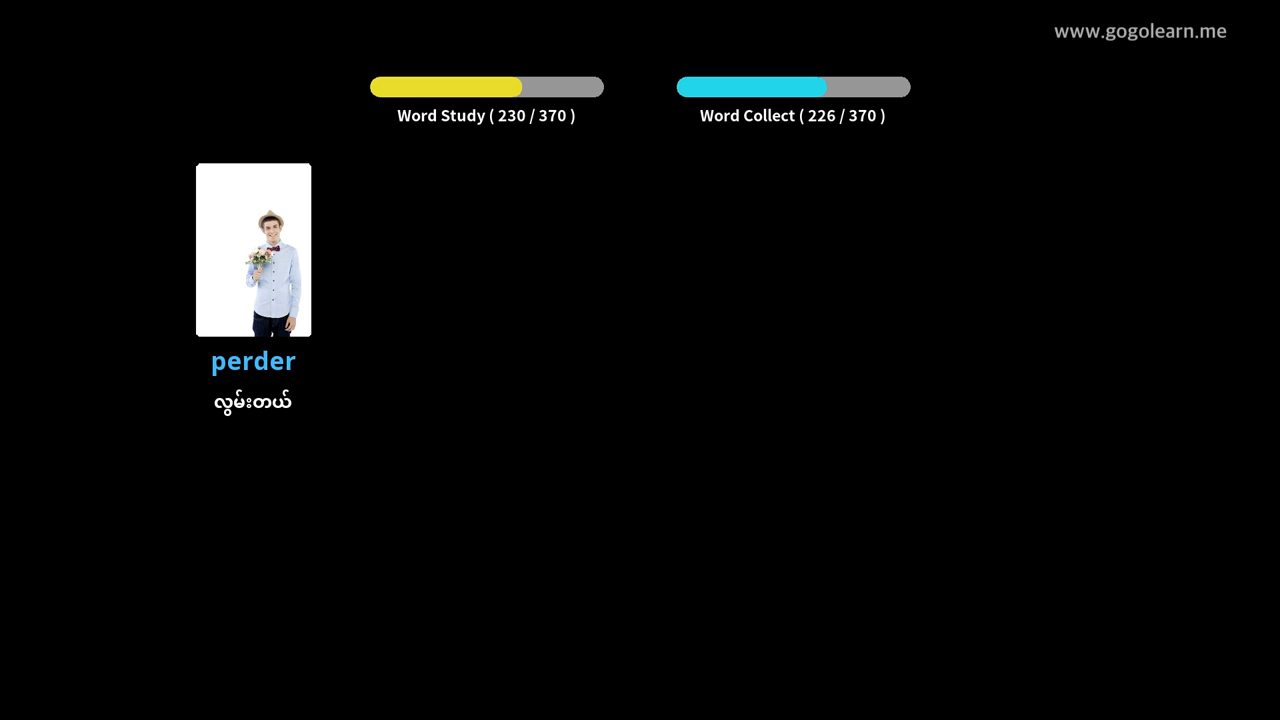 www.gogolearn.me
Word Study ( 230 / 370 )
Word Collect ( 226 / 370 )
perder
လွမ်းတယ်